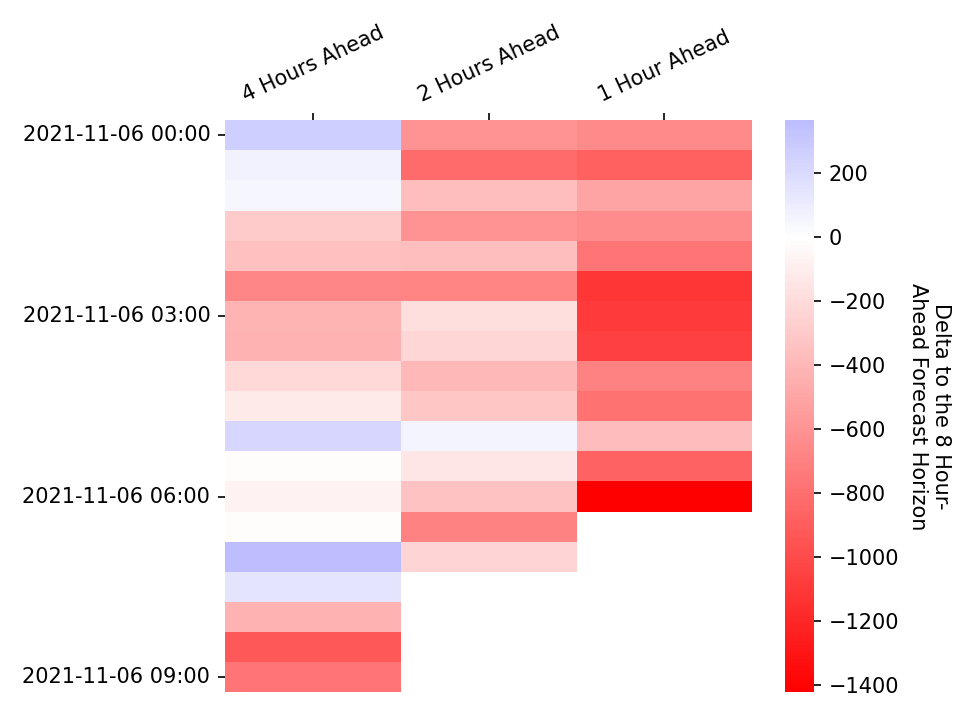 4 Hours Ahead
2 Hours Ahead
1 Hour Ahead
2021-11-06 00:00
2021-11-06 03:00
2021-11-06 06:00
2021-11-06 09:00
200
0
−200
−400
−600
−800
−1000
−1200
−1400
Delta to the 8 Hour-
Ahead Forecast Horizon